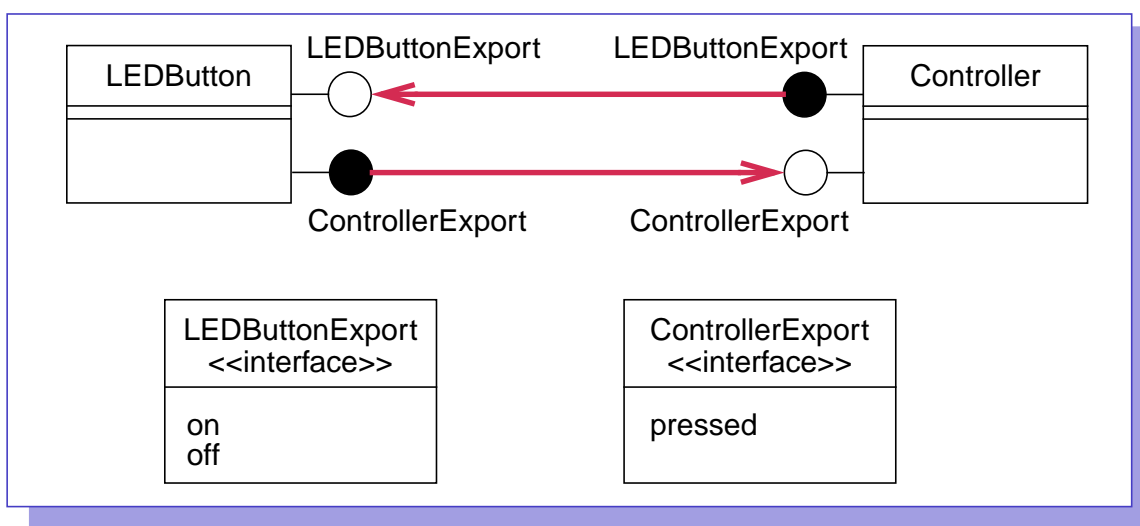 LEDButtonExport
LEDButtonExport
LEDButton
Controller
ControllerExport
ControllerExport
LEDButtonExport
<<interface>>
on
off
ControllerExport
<<interface>>
pressed